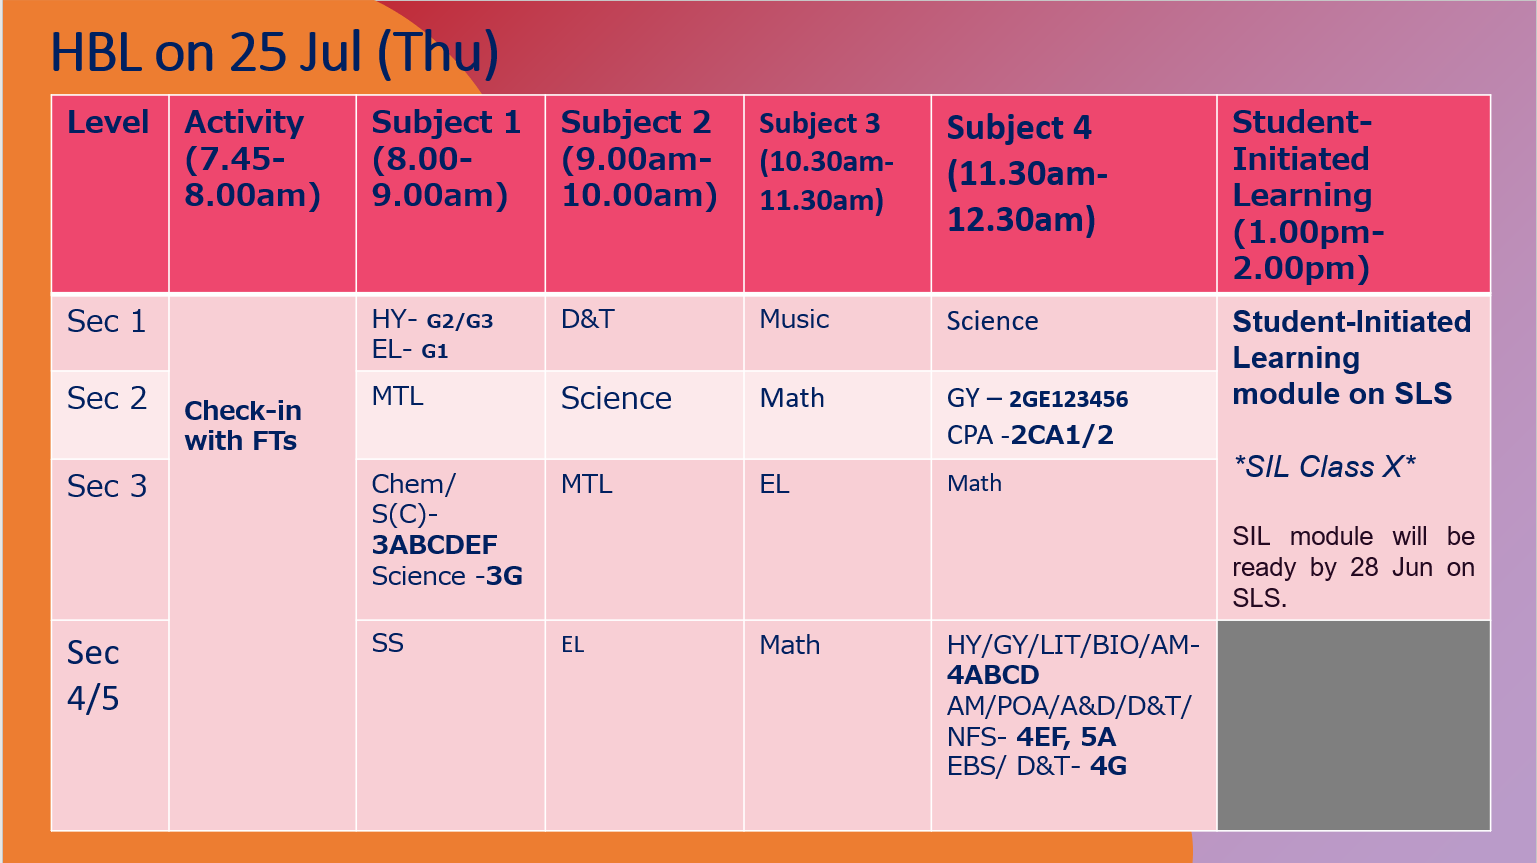 HBL on 25 Jul (Thu)
Level
Activity
(7.45-
8.00am)
Subject 1
(8.00-
9.00am)
Subject 2
(9.00am-
10.00am)
Subject 3
(10.30am-
11.30am)
Subject 4
(11.30am-
12.30am)
Student-
Initiated
Learning
(1.00pm-
2.00pm)
Sec 1
Check-in
with FTs
HY- G2/G3
EL- G1
D&T
Music
Science
Student-Initiated
Learning
module on SLS
*SIL Class X*
SIL module will be
ready by 28 Jun on
SLS.
Sec 2
MTL
Science
Math
GY – 2GE123456
CPA -2CA1/2
Sec 3
Chem/
S(C)-
3ABCDEF
Science -3G
MTL
EL
Math
Sec
4/5
SS
EL
Math
HY/GY/LIT/BIO/AM-
4ABCD
AM/POA/A&D/D&T/
NFS- 4EF, 5A
EBS/ D&T- 4G